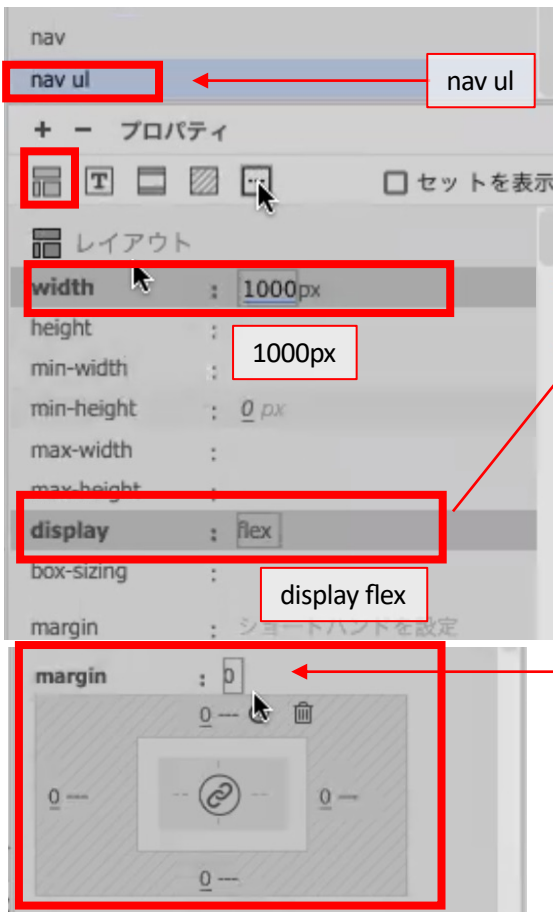 nav
nav ul
nav ul
+ - プロパティ
T
セットを表示
レイアウト
width : 1000px
height :
1000px
min-width :
min-height : 0 px
max-width :
max-height :
display : flex
box-sizing :
display flex
margin : ショートハンドを設定
margin : 0
0
0 0
0